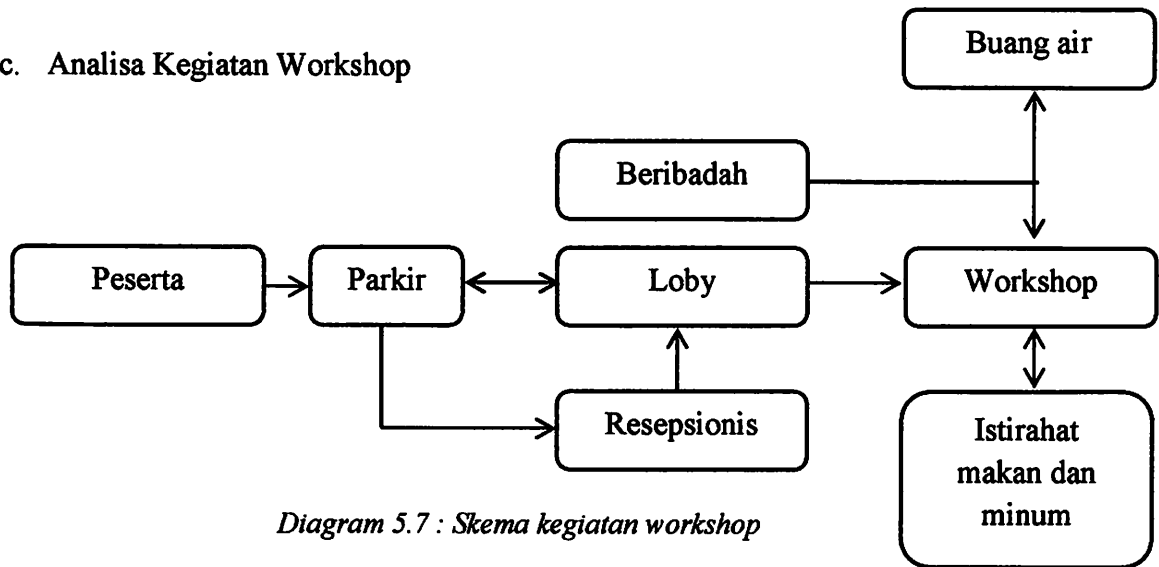 c. Analisa Kegiatan Workshop
Buang air
Beribadah
Peserta
Parkir
Loby
Workshop
Resepsionis
Istirahat
makan dan
minum
Diagram 5.7 : Skema kegiatan workshop